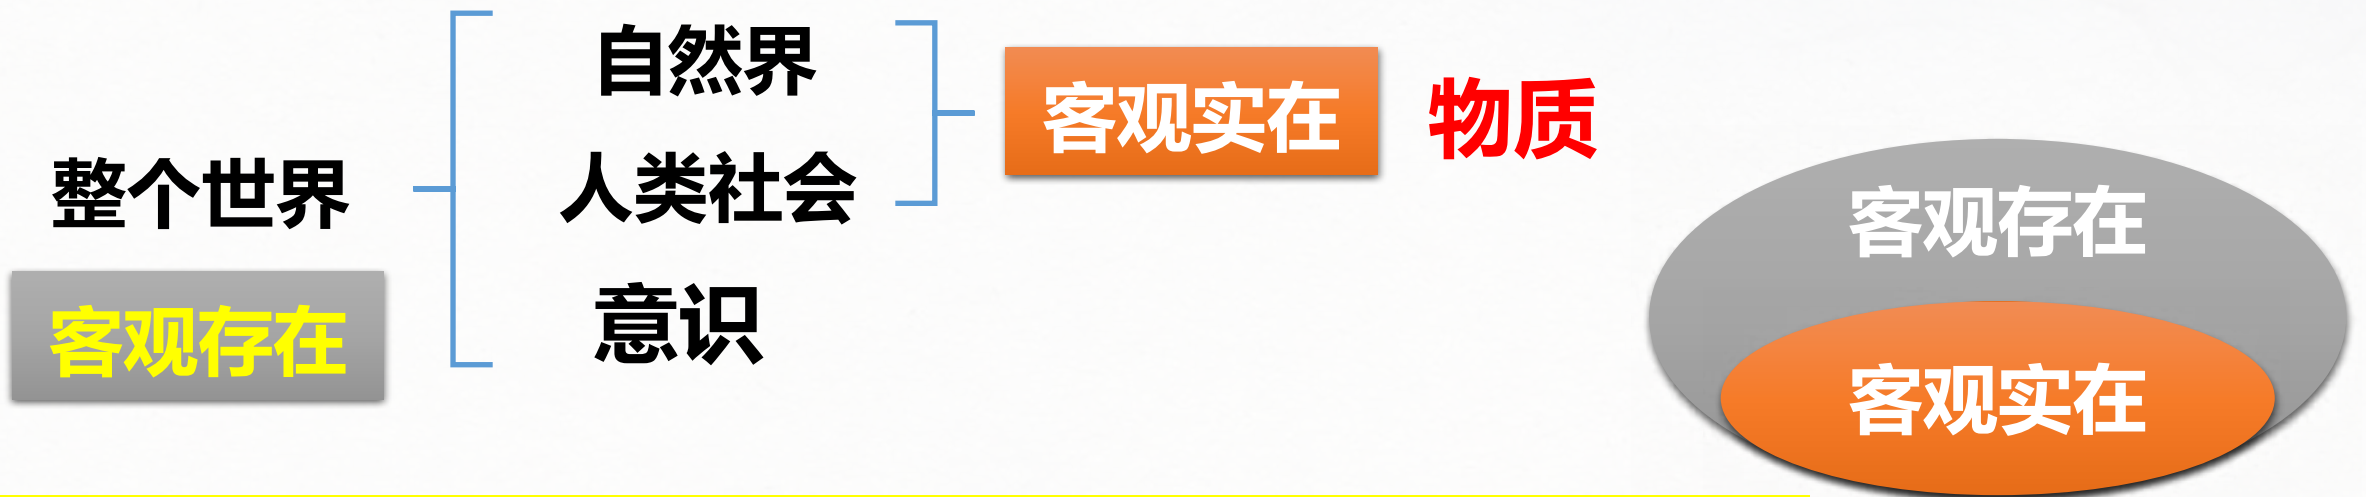 整个世界
客观存在
自然界
人类社会
意识
客观实在
物质
客观存在
客观实在